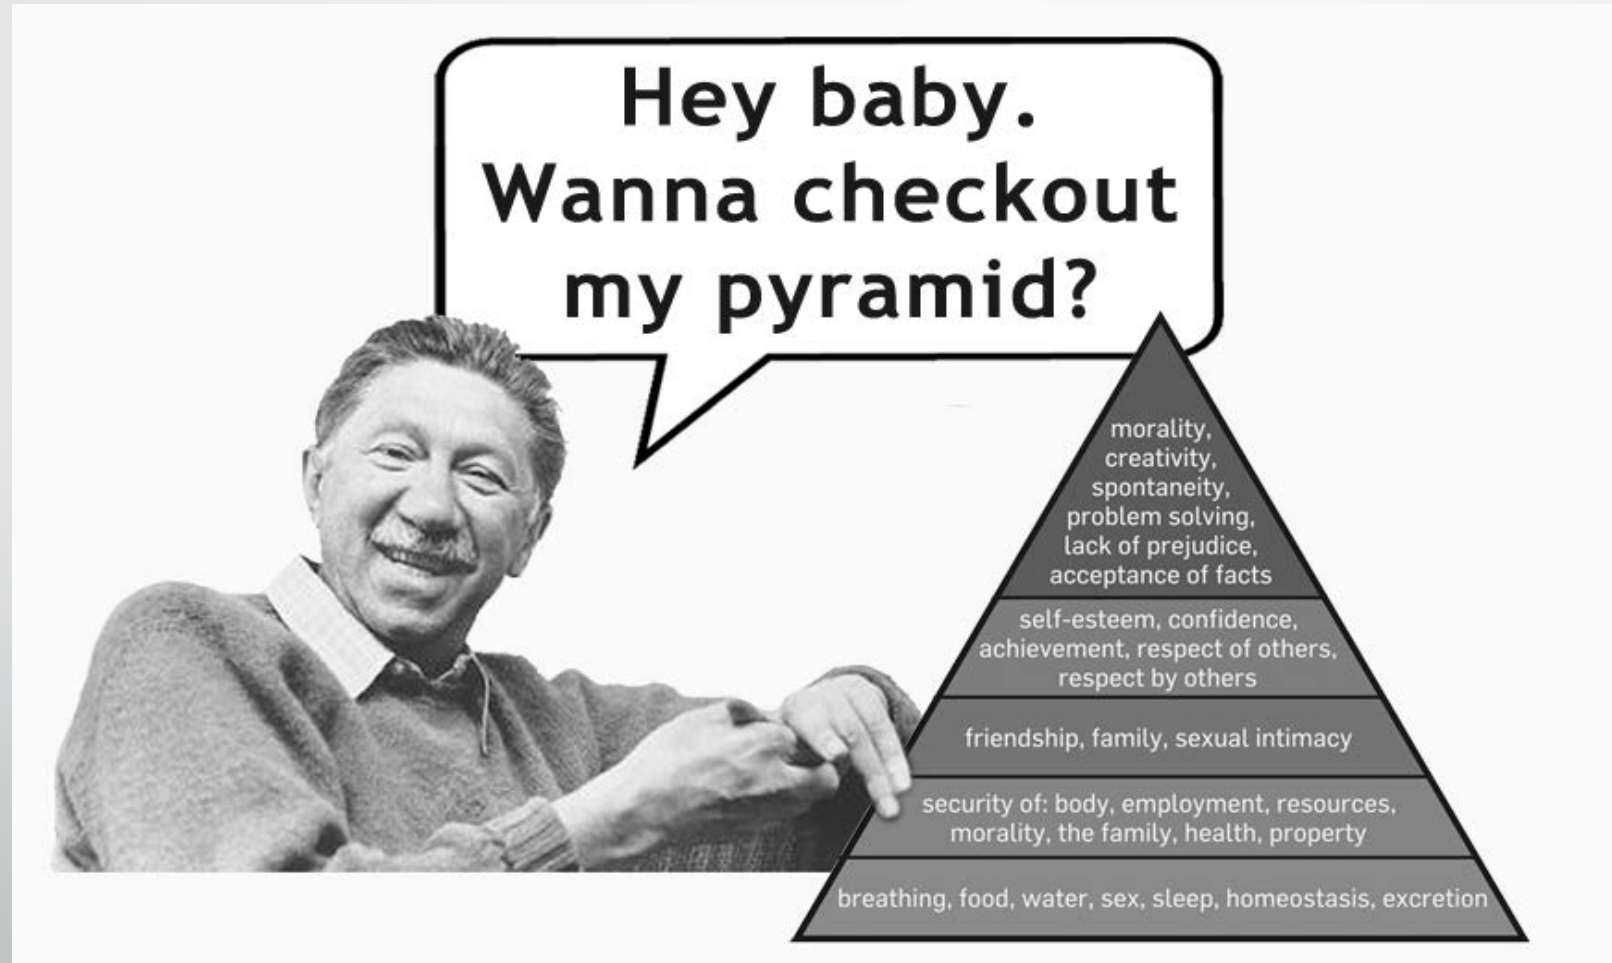 Hey baby.
Wanna checkout
my pyramid?
morality,
creativity,
spontaneity,
problem solving,
lack of prejudice,
acceptance of facts
self-esteem, confidence,
achievement, respect of others,
respect by others
friendship, family, sexual intimacy
security of: body, employment, resources,
morality, the family, health, property
breathing, food, water, sex, sleep, homeostasis, excretion